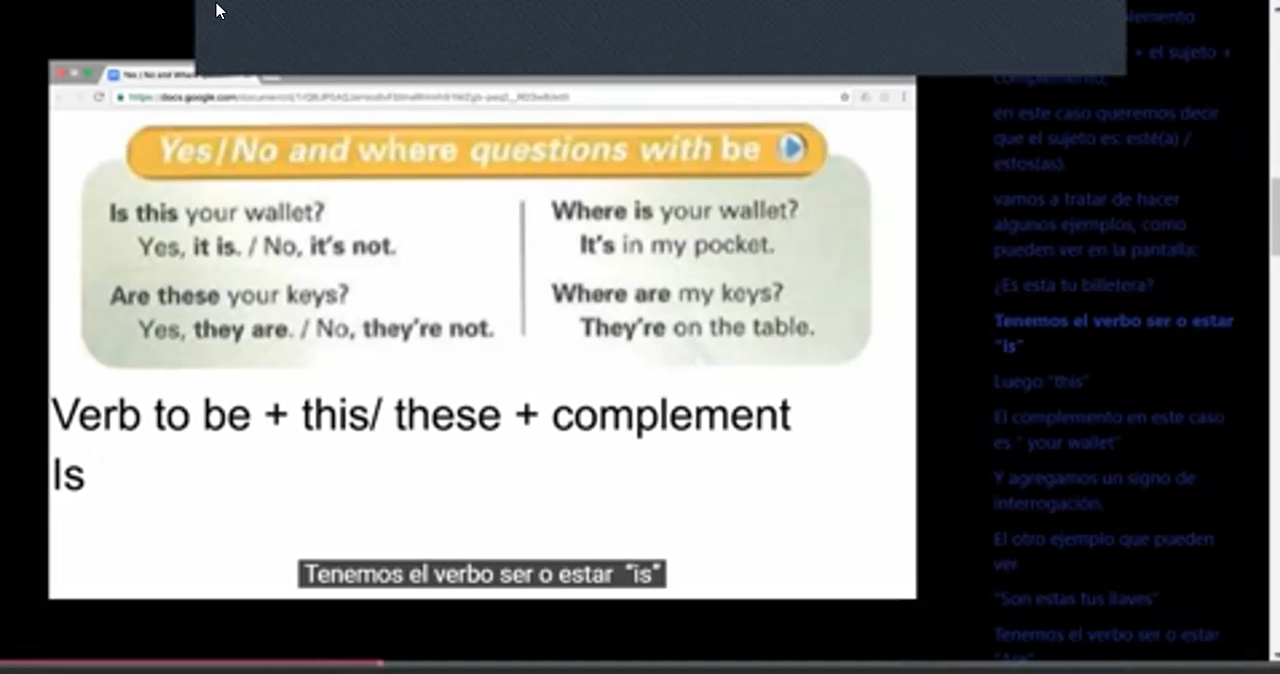 Yes / No and Where
Yes/No and where questions with be
Is this your wallet?
Yes, it is. / No, it's not.
Are these your keys?
Yes, they are. / No, they're not.
Where is your wallet?
It's in my pocket.
Where are my keys?
They're on the table.
Verb to be + this/ these + complement
Is
Tenemos el verbo ser o estar "is"
+ el sujeto +
complemento,
en este caso queremos decir
que el sujeto es: esté(a) /
estos(as).
vamos a tratar de hacer
algunos ejemplos, como
pueden ver en la pantalla:
¿Es esta tu billetera?
Tenemos el verbo ser o estar
"is"
Luego "this"
El complemento en este caso
es " your wallet"
Y agregamos un signo de
interrogación.
El otro ejemplo que pueden
ver
"Son estas tus llaves"
Tenemos el verbo ser o estar